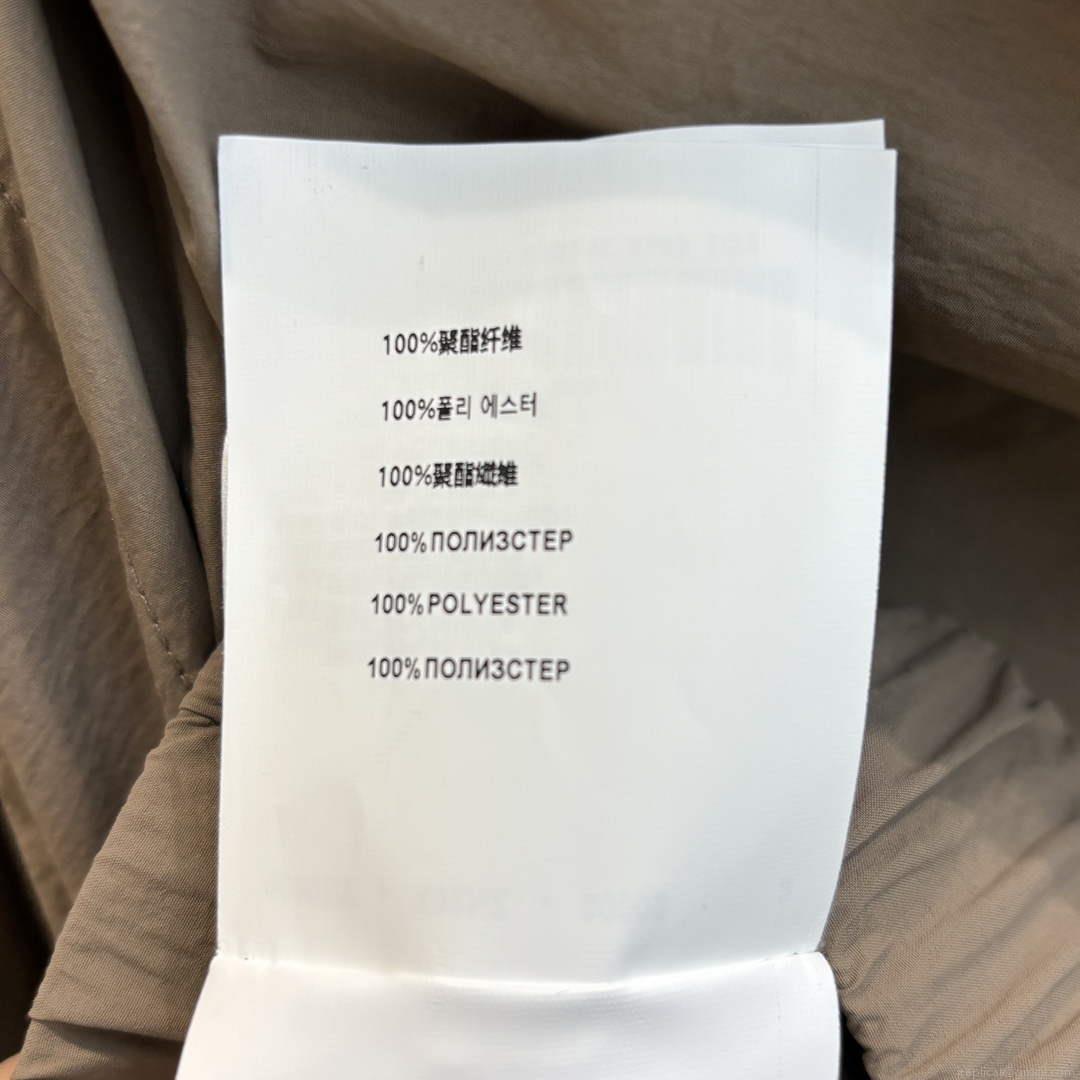 100%聚酯纤维
100%폴리 에스터
100%聚酯纖維
100%ПОЛИЗСТЕР
100%POLYESTER
100%ПОЛИЗСТЕР